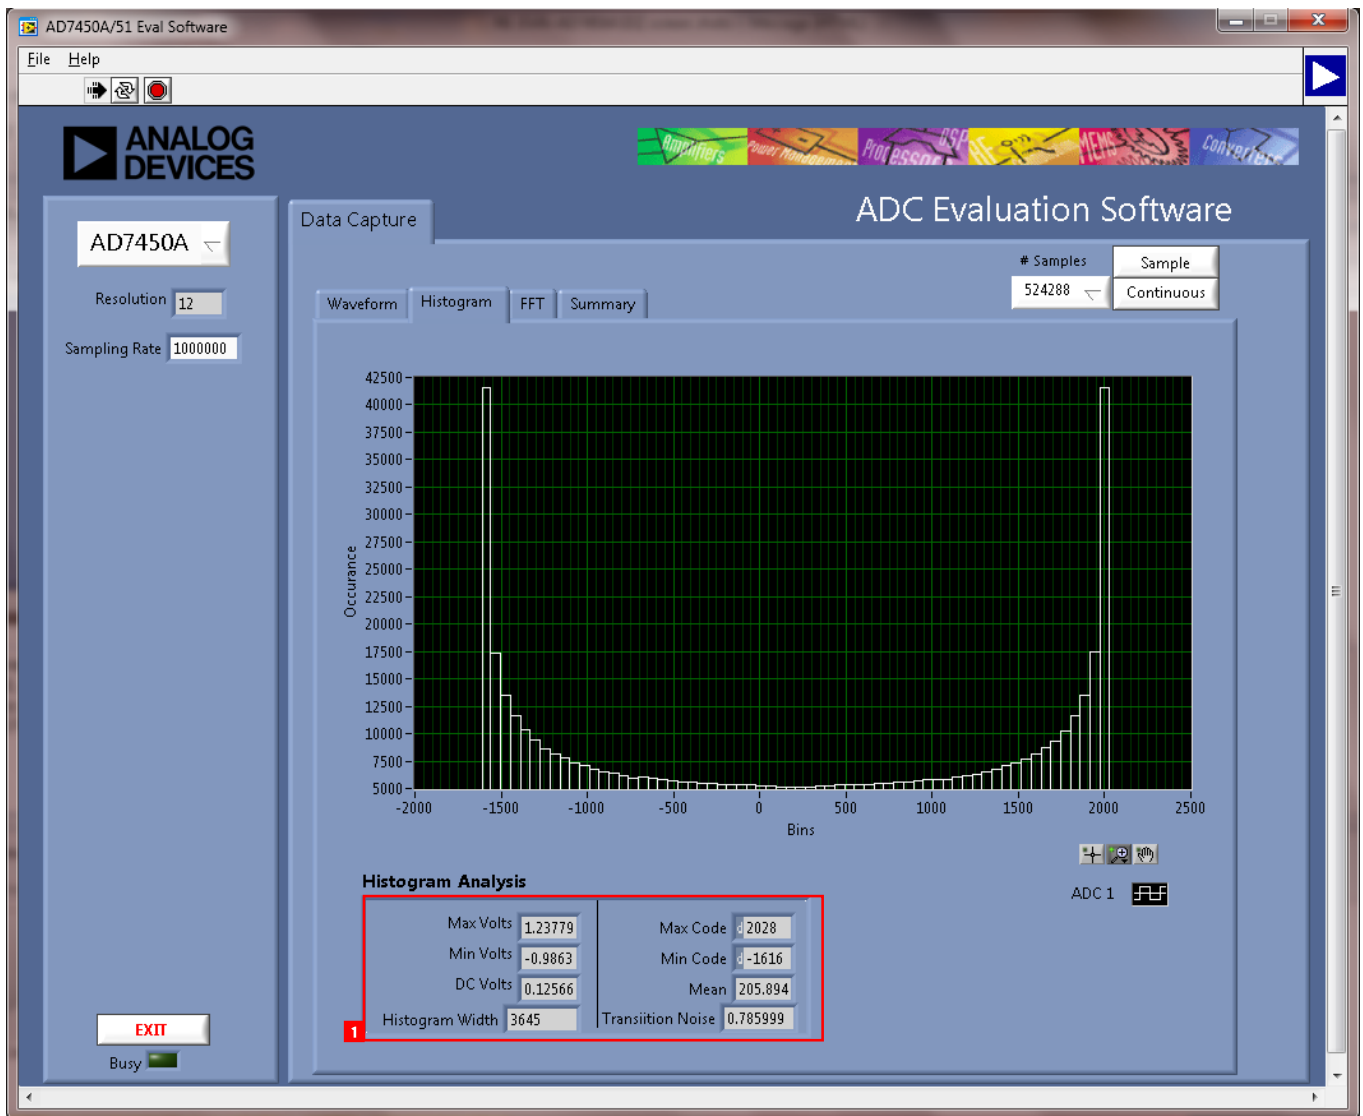 AD7450A/51 Eval Software
File Help
ANALOG
DEVICES
Amplifiers Power Management Processors DSP MEMS Converters
ADC Evaluation Software
AD7450A
Resolution 12
Sampling Rate 1000000
Data Capture
# Samples
524288
Sample
Continuous
Waveform Histogram FFT Summary
42500
40000
37500
35000
32500
30000
27500
25000
22500
20000
17500
15000
12500
10000
7500
5000
Occurance
-2000 -1500 -1000 -500 0 500 1000 1500 2000 2500
Bins
ADC 1
Histogram Analysis
Max Volts 1.23779
Min Volts -0.9863
DC Volts 0.12566
Histogram Width 3645
Max Code d 2028
Min Code d -1616
Mean 205.894
Transiition Noise 0.785999
1
EXIT
Busy